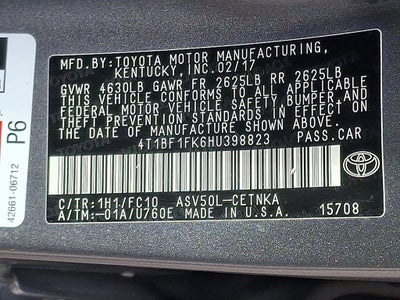 MFD.BY:TOYOTA MOTOR MANUFACTURING,
KENTUCKY,INC.02/17
GVWR 4630LB GAWR FR 2625LB RR 2625LB
THIS VEHICLE CONFORMS TO ALL APPLICABLE
FEDERAL MOTOR VEHICLE SAFETY, BUMPER, AND
THEFT PREVENTION STANDARDS IN EFFECT ON
THE DATE OF MANUFACTURE SHOWN ABOVE.
4T1BF1FK6HU398823 PASS.CAR
C/TR:1H1/FC10 ASV50L-CETNKA
A/TM:-01A/U760E MADE IN U.S.A. 15708
TOYOTA
42661-06712
P6